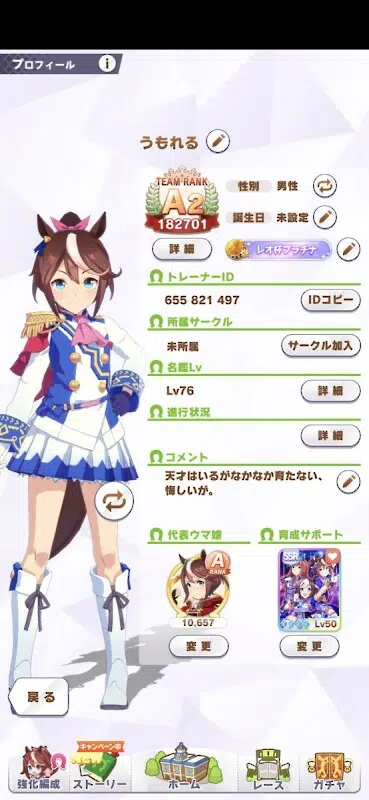 プロフィール
i
うもれる
TEAM RANK
A2
182701
性別 男性
誕生日 未設定
詳細
レオ杯プラチナ
トレーナーID
655 821 497
IDコピー
所属サークル
未所属
サークル加入
名鑑Lv
Lv76
詳細
進行状況
詳細
コメント
天才はいるがなかなか育たない、
悔しいが。
代表ウマ娘
育成サポート
A
RANK
SSR
10,657
Lv50
変更
変更
戻る
キャンペーン中
NEW
強化編成
ストーリー
ホーム
レース
ガチャ